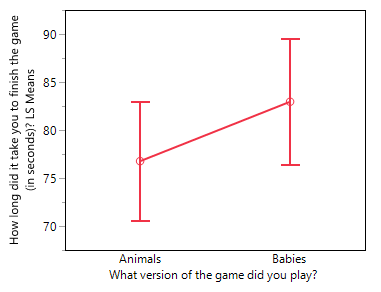 How long did it take you to finish the game
(in seconds)? LS Means
90
85
80
75
70
Animals Babies
What version of the game did you play?